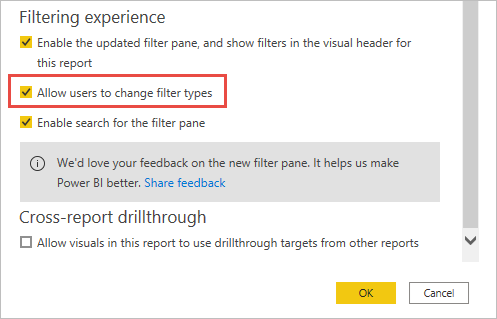 Filtering experience
Enable the updated filter pane, and show filters in the visual header for
this report
Allow users to change filter types
Enable search for the filter pane
We'd love your feedback on the new filter pane. It helps us make
Power BI better. Share feedback
Cross-report drillthrough
Allow visuals in this report to use drillthrough targets from other reports
OK
Cancel